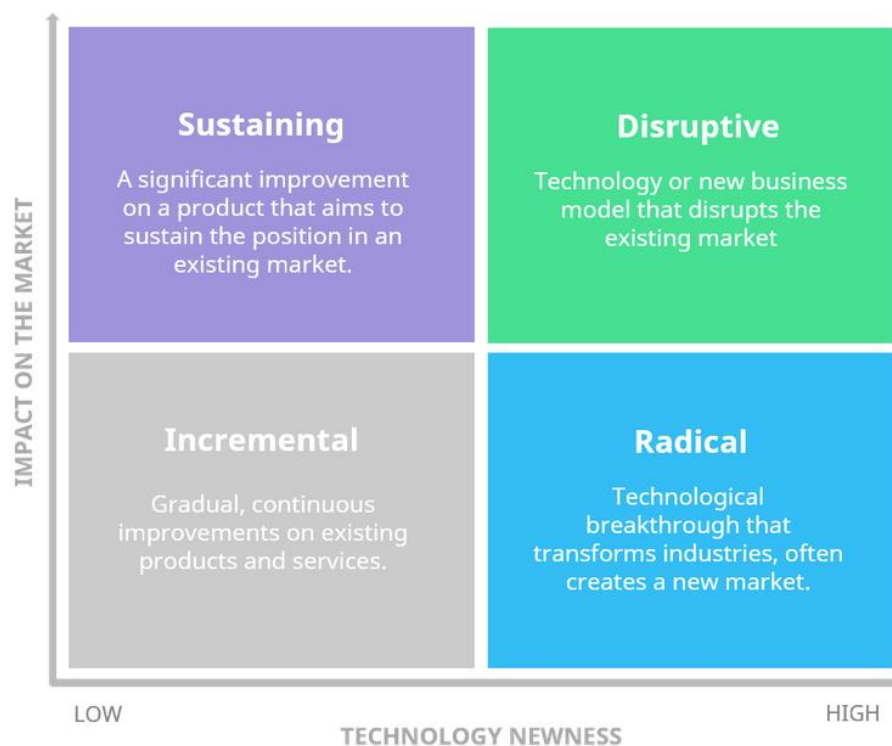 IMPACT ON THE MARKET
Sustaining
A significant improvement
on a product that aims to
sustain the position in an
existing market.
Disruptive
Technology or new business
model that disrupts the
existing market
Incremental
Gradual, continuous
improvements on existing
products and services.
Radical
Technological
breakthrough that
transforms industries, often
creates a new market.
LOW
HIGH
TECHNOLOGY NEWNESS